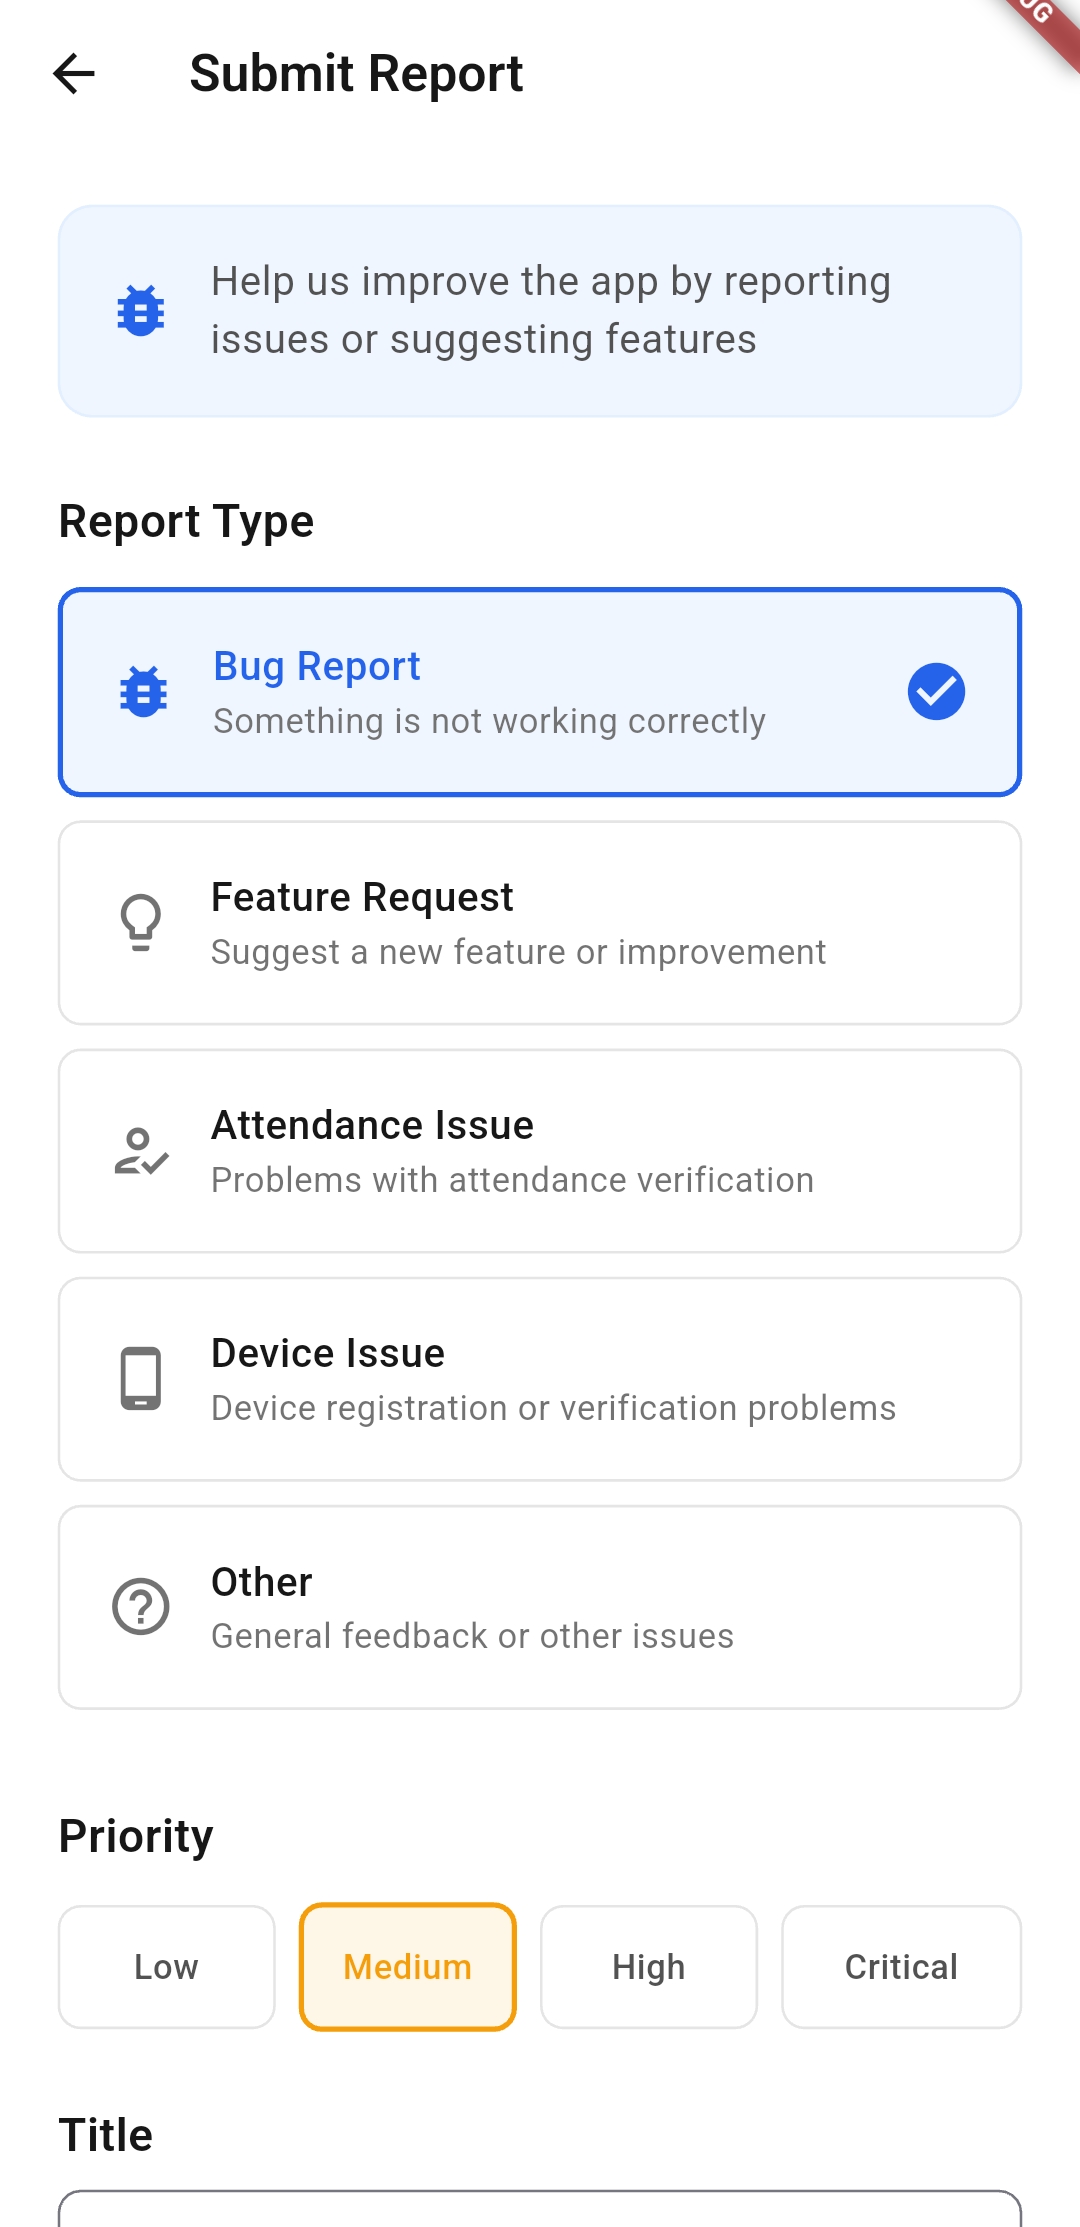 Submit Report
Help us improve the app by reporting
issues or suggesting features
Report Type
Bug Report
Something is not working correctly
Feature Request
Suggest a new feature or improvement
Attendance Issue
Problems with attendance verification
Device Issue
Device registration or verification problems
Other
General feedback or other issues
Priority
Low
Medium
High
Critical
Title